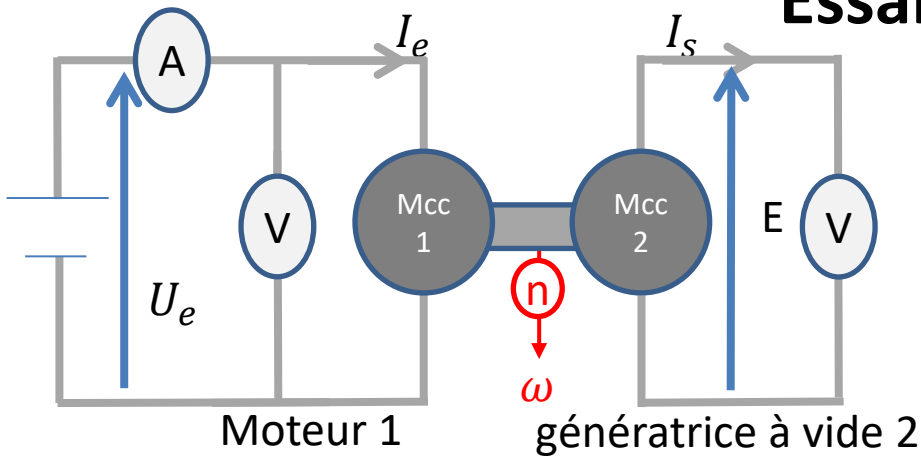 Essai
I_e
I_s
A
Mcc
1
Mcc
2
V
E
V
n
U_e
ω
Moteur 1
génératrice à vide 2